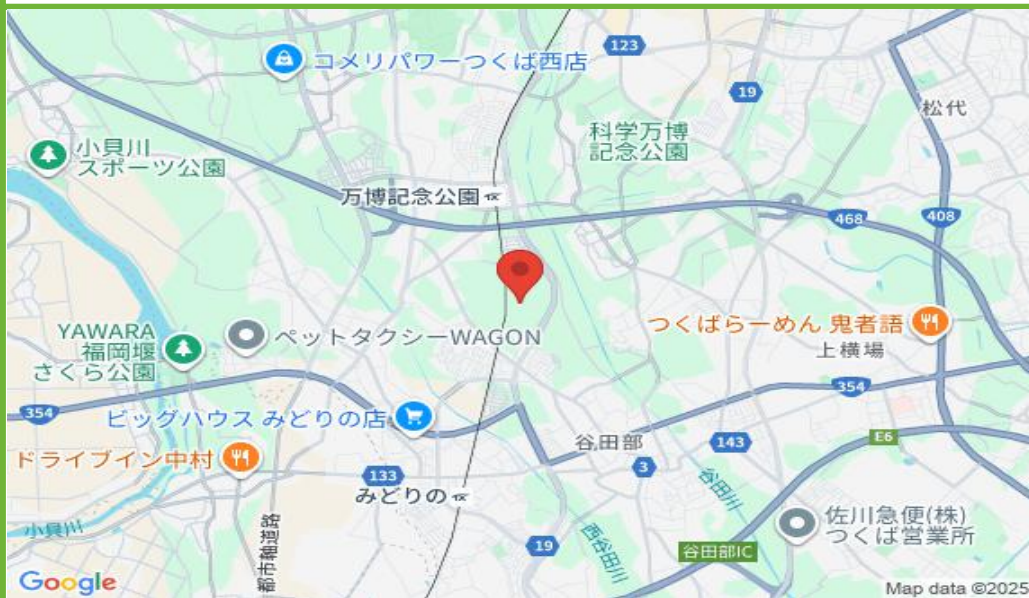 123
コメリパワーつくば西店
19
松代
科学万博
記念公園
小貝川
スポーツ公園
万博記念公園
468
408
YAWARA
福岡堰
さくら公園
ペットタクシーWAGON
つくばらーめん 鬼者語
上横場
354
354
ビッグハウス みどりの店
谷田部
143
E6
ドライブイン中村
133
3
みどりの
谷田川
小貝川
都市軸道路
19
西谷田川
谷田部IC
佐川急便(株)
つくば営業所
Google
Map data ©2025